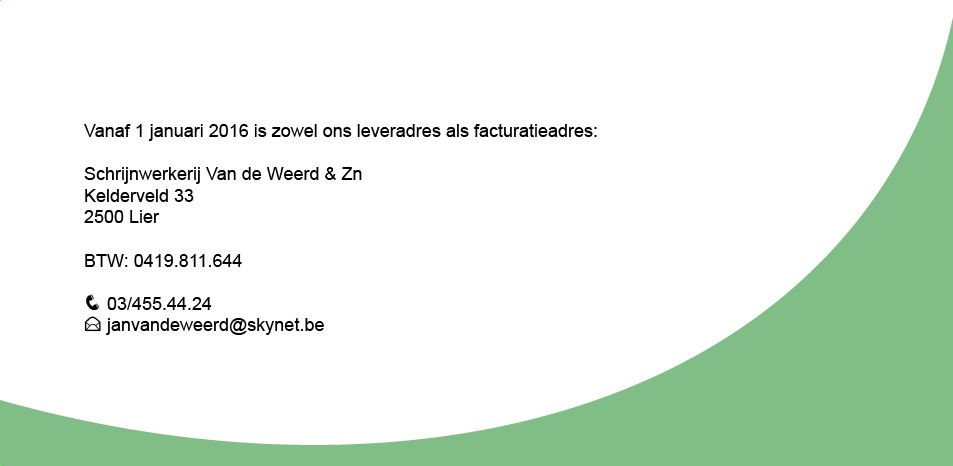 Vanaf 1 januari 2016 is zowel ons leveradres als facturatieadres:
Schrijnwerkerij Van de Weerd & Zn
Kelderveld 33
2500 Lier
BTW: 0419.811.644
03/455.44.24
janvandeweerd@skynet.be